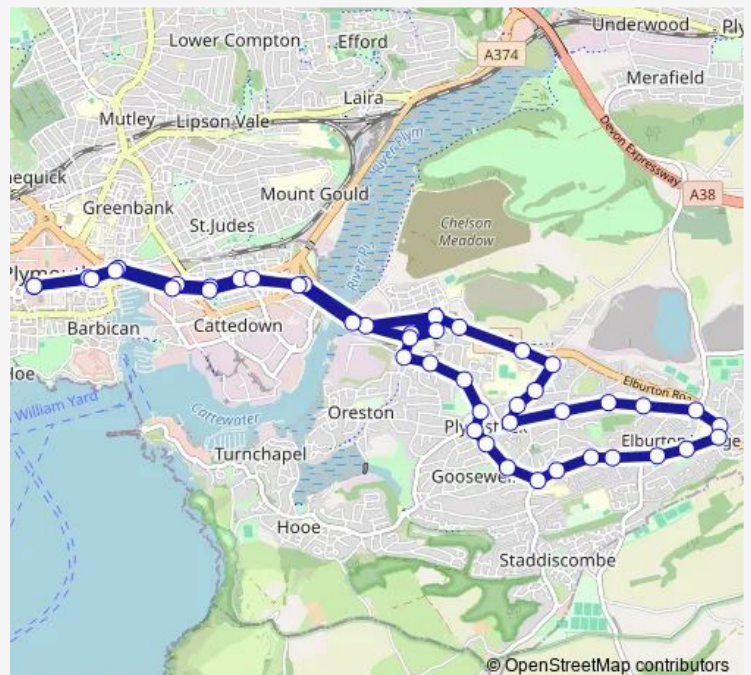 Underwood
Lower Compton
Efford
A374
Merafield
Laira
Mutley
Lipson Vale
River Plym
Devon Expressway
Mount Gould
A38
Greenbank
St.Judes
Chelson
Meadow
Barbican
Cattedown
Elburton
William Yard
Cattewater
Oreston
Turnchapel
Goosewell
Hooe
Staddiscombe
© OpenStreetMap contributors